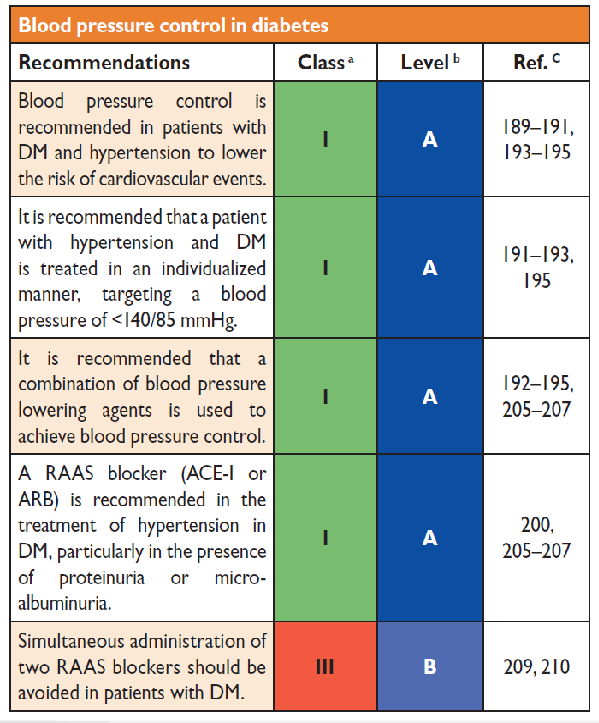 Blood pressure control in diabetes
Recommendations Class a Level b Ref. C
Blood pressure control is
recommended in patients with
DM and hypertension to lower
the risk of cardiovascular events.
I
A
189–191,
193–195
It is recommended that a patient
with hypertension and DM
is treated in an individualized
manner, targeting a blood
pressure of <140/85 mmHg.
I
A
191–193,
195
It is recommended that a
combination of blood pressure
lowering agents is used to
achieve blood pressure control.
I
A
192–195,
205–207
A RAAS blocker (ACE-I or
ARB) is recommended in the
treatment of hypertension in
DM, particularly in the presence
of proteinuria or micro-
albuminuria.
I
A
200,
205–207
Simultaneous administration of
two RAAS blockers should be
avoided in patients with DM.
III
B
209, 210